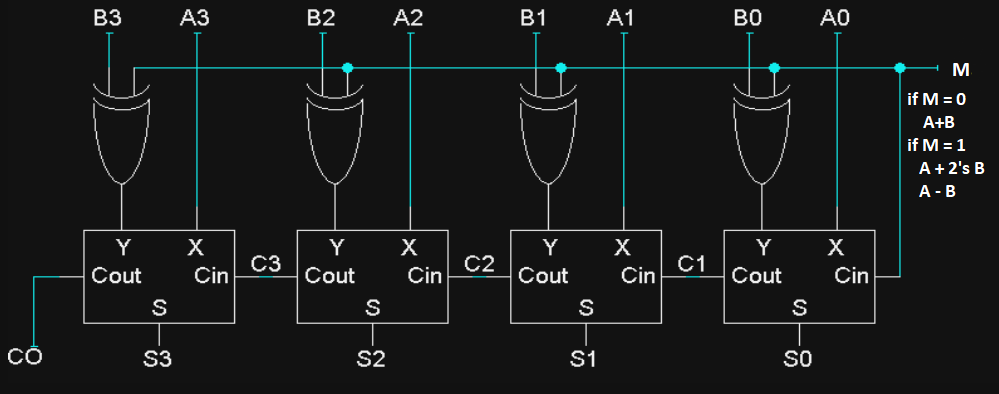 B3 A3 B2 A2 B1 A1 B0 A0
M
if M = 0
A+B
if M = 1
A + 2's B
A - B
Y X Y X Y X Y X
Cout Cin C3 Cout Cin C2 Cout Cin C1 Cout Cin
S S S S
CO S3 S2 S1 S0